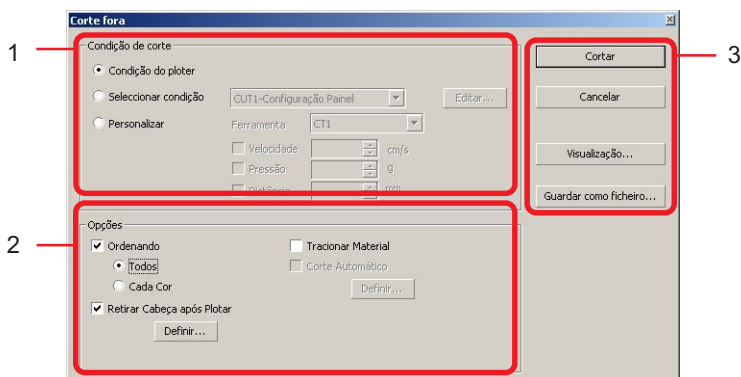 Corte fora
1
Condição de corte
Condição do ploter
Seleccionar condição CUT1-Configuração Painel Editar...
Personalizar Ferramenta CT1
Velocidade cm/s
Pressão g
Distância mm
2
Opções
Ordenando Tracionar Material
Todos Corte Automático
Cada Cor Definir...
Retirar Cabeça após Plotar
Definir...
3
Cortar
Cancelar
Visualização...
Guardar como ficheiro...